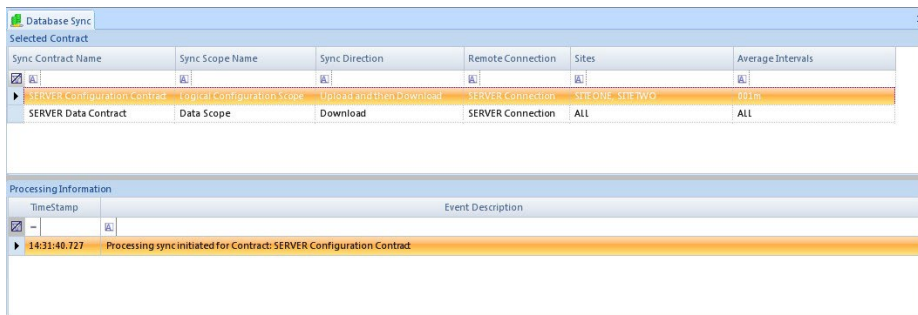 Database Sync
Selected Contract
Sync Contract Name Sync Scope Name Sync Direction Remote Connection Sites Average Intervals
SERVER Configuration Contract Logical Configuration Scope Upload and then Download SERVER Connection SITEONE, SITETWO 001m
SERVER Data Contract Data Scope Download SERVER Connection ALL ALL
Processing Information
TimeStamp Event Description
14:31:40.727 Processing sync initiated for Contract: SERVER Configuration Contract